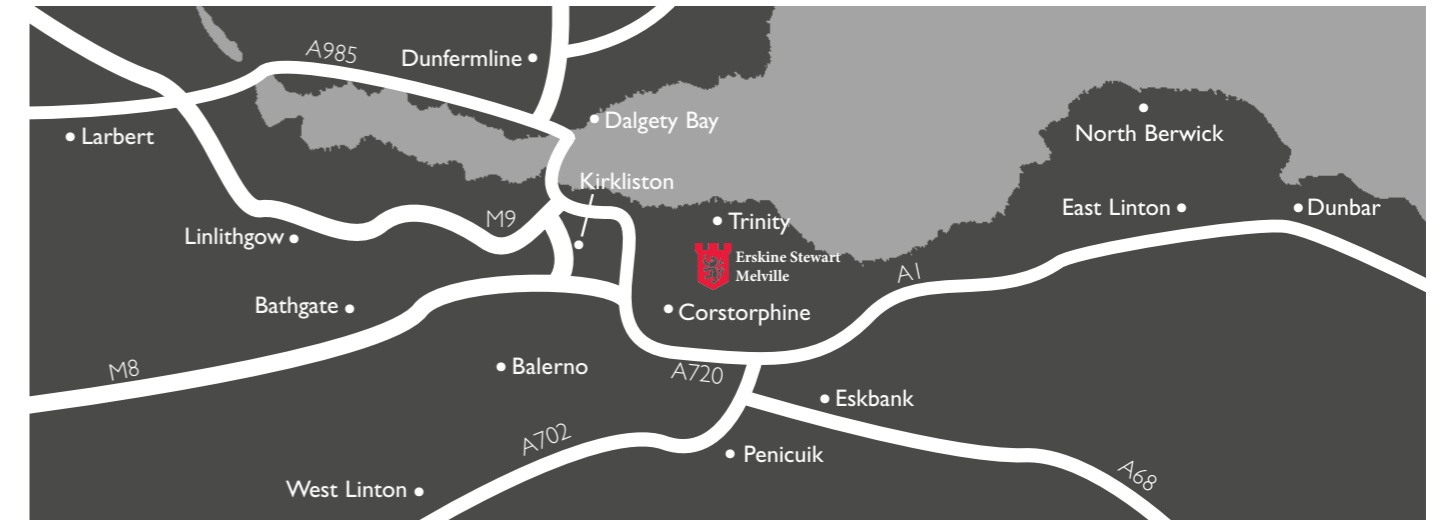 A985
Dunfermline
Larbert
Dalgety Bay
North Berwick
Kirkliston
M9
Trinity
East Linton
Dunbar
Linlithgow
Erskine Stewart
Melville
A1
Bathgate
Corstorphine
M8
Balerno
A720
Eskbank
A702
Penicuik
A68
West Linton